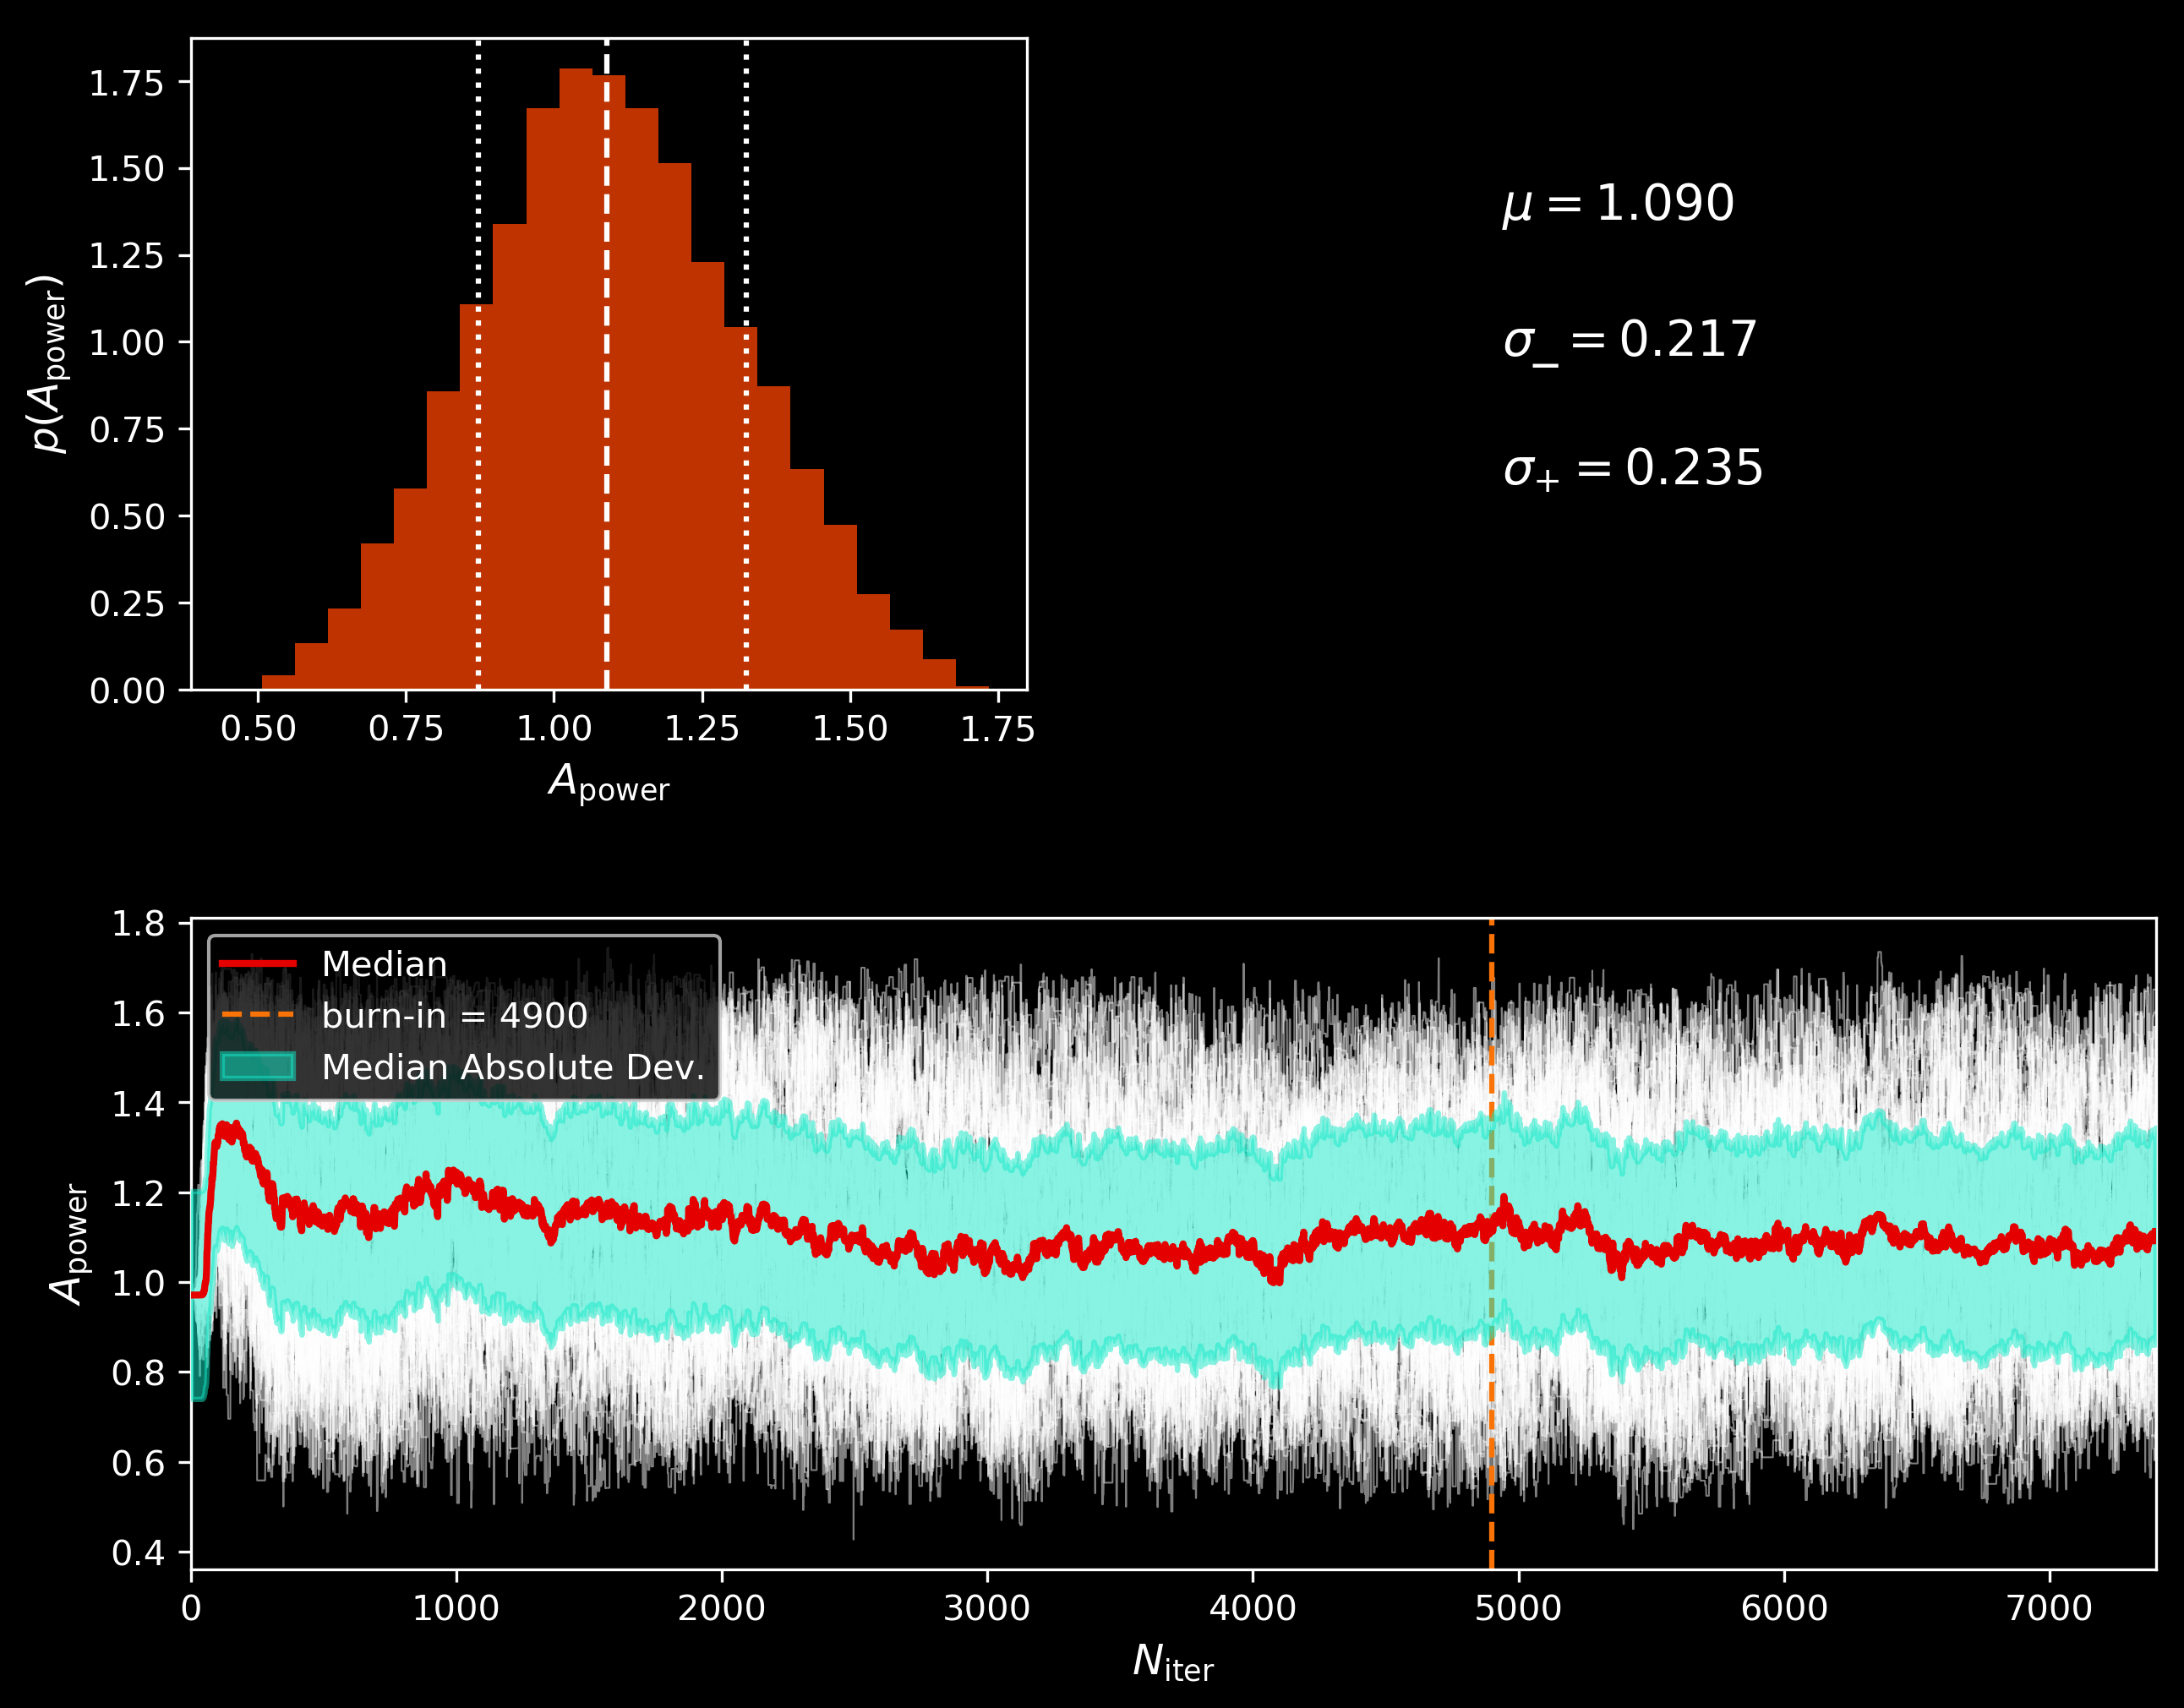 1.75
1.50
1.25
1.00
0.75
0.50
0.25
0.00
p(A_power)
0.50 0.75 1.00 1.25 1.50 1.75
A_power
μ = 1.090
σ_− = 0.217
σ_+ = 0.235
1.8
1.6
1.4
1.2
1.0
0.8
0.6
0.4
A_power
Median
burn-in = 4900
Median Absolute Dev.
0 1000 2000 3000 4000 5000 6000 7000
N_iter